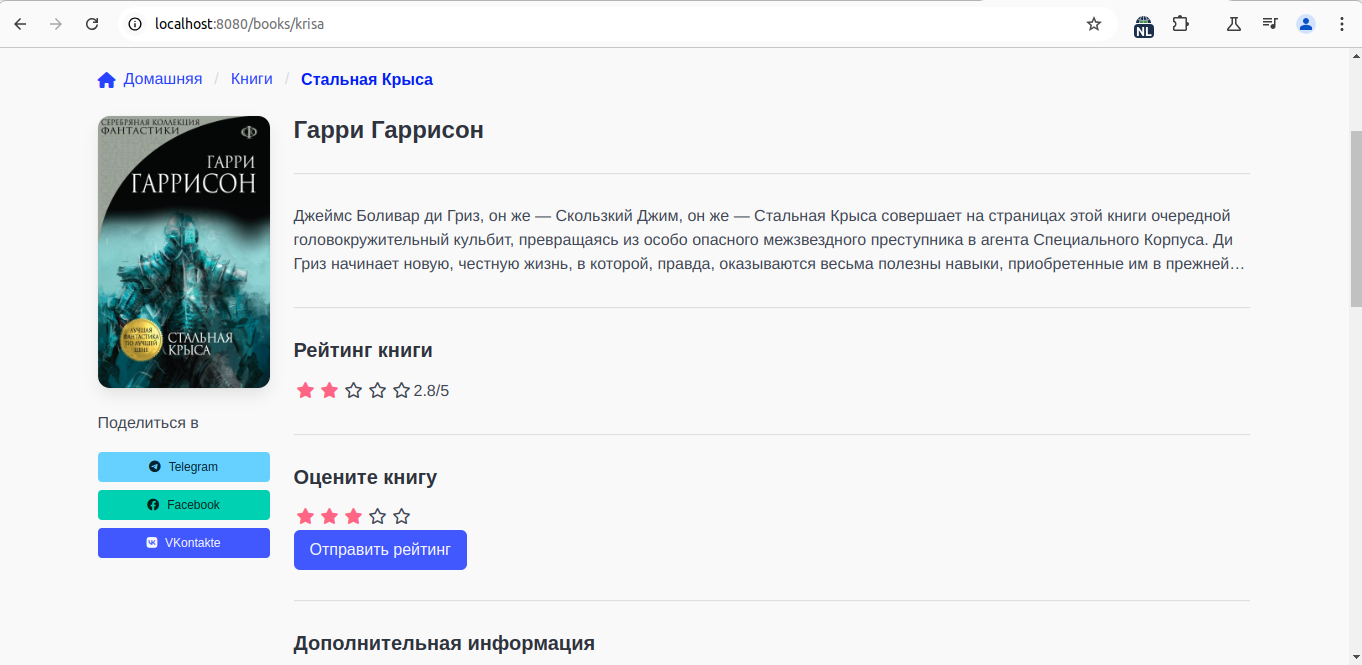 localhost:8080/books/krisa
NL
Домашняя / Книги / Стальная Крыса
СЕРЕБРЯНАЯ КОЛЛЕКЦИЯ
ФАНТАСТИКИ
Ф
ГАРРИ
ГАРРИСОН
ЛУЧШАЯ
ФАНТАСТИКА
ПО ЛУЧШЕЙ
ЦЕНЕ
СТАЛЬНАЯ
КРЫСА
Поделиться в
Telegram
Facebook
VKontakte
Гарри Гаррисон
Джеймс Боливар ди Гриз, он же — Скользкий Джим, он же — Стальная Крыса совершает на страницах этой книги очередной
головокружительный кульбит, превращаясь из особо опасного межзвездного преступника в агента Специального Корпуса. Ди
Гриз начинает новую, честную жизнь, в которой, правда, оказываются весьма полезны навыки, приобретенные им в прежней…
Рейтинг книги
2.8/5
Оцените книгу
Отправить рейтинг
Дополнительная информация